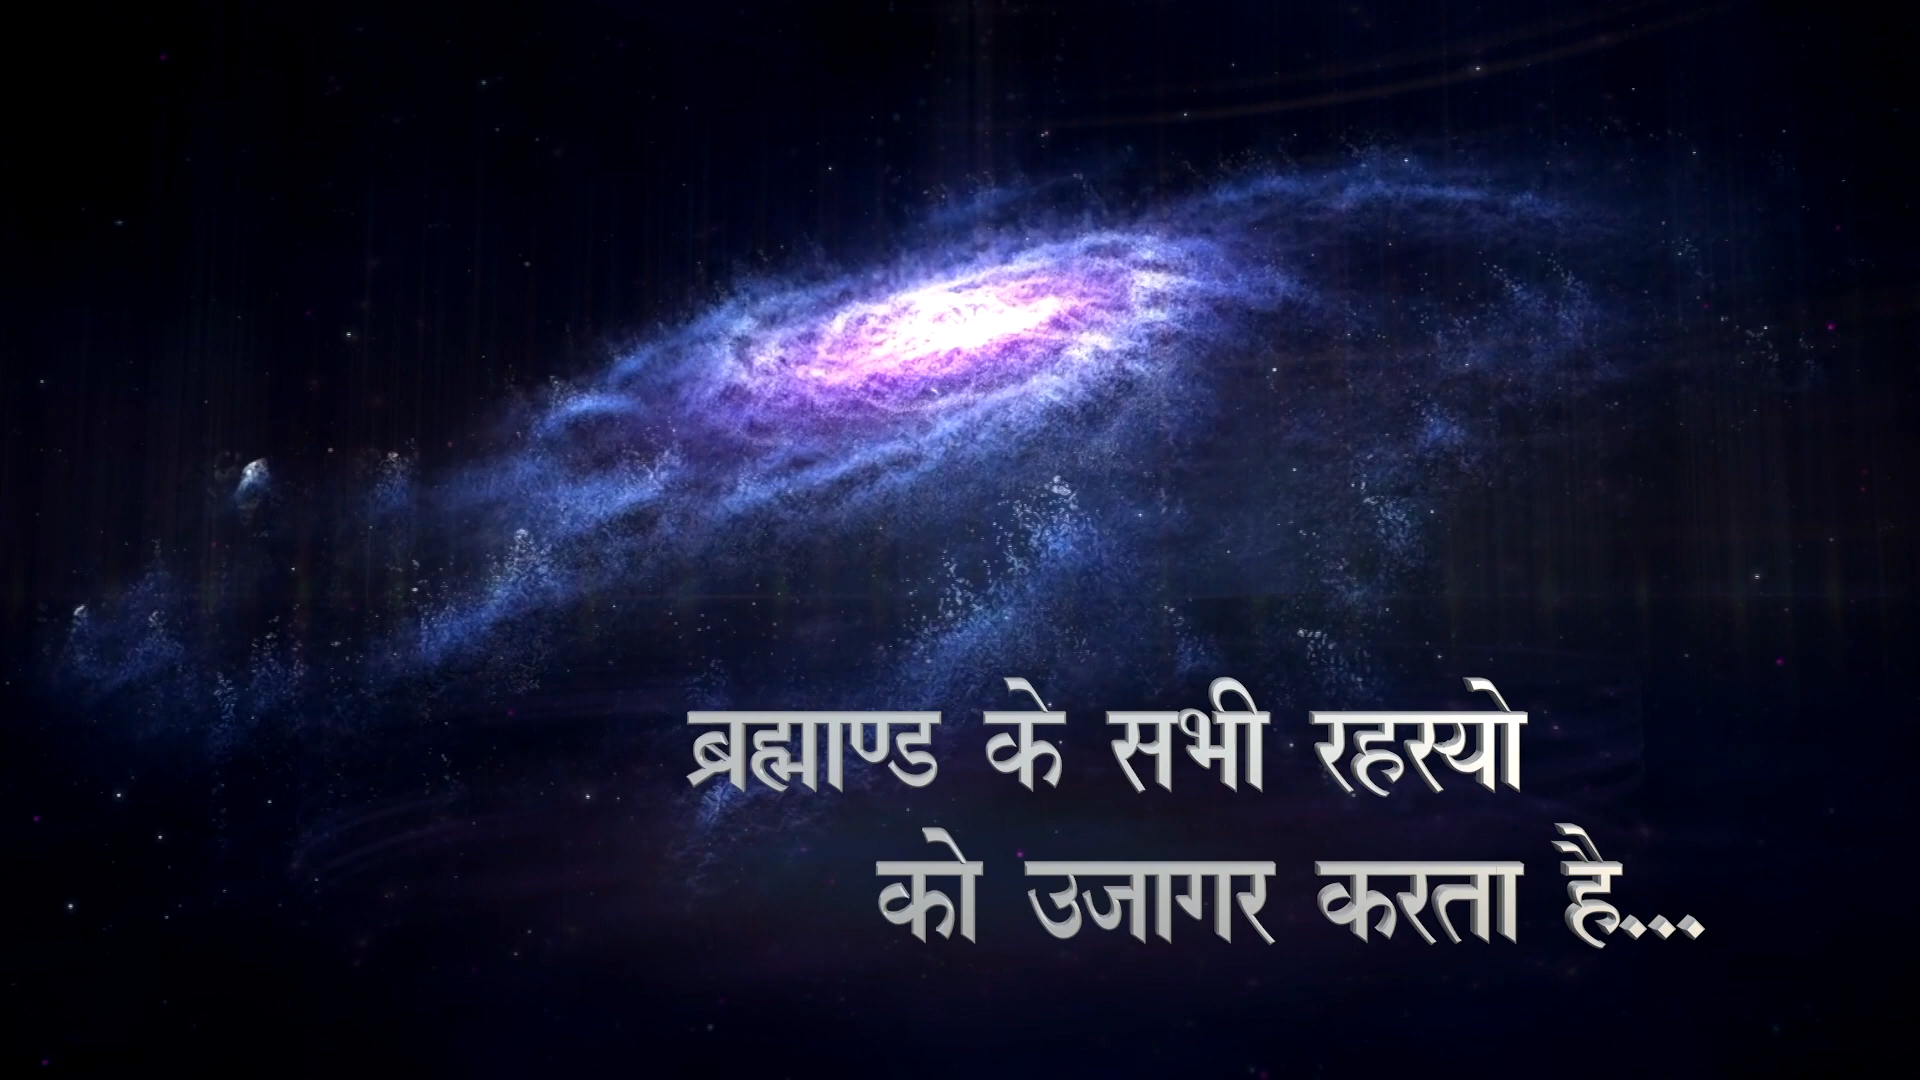 ब्रह्माण्ड के सभी रहस्यो
को उजागर करता है...